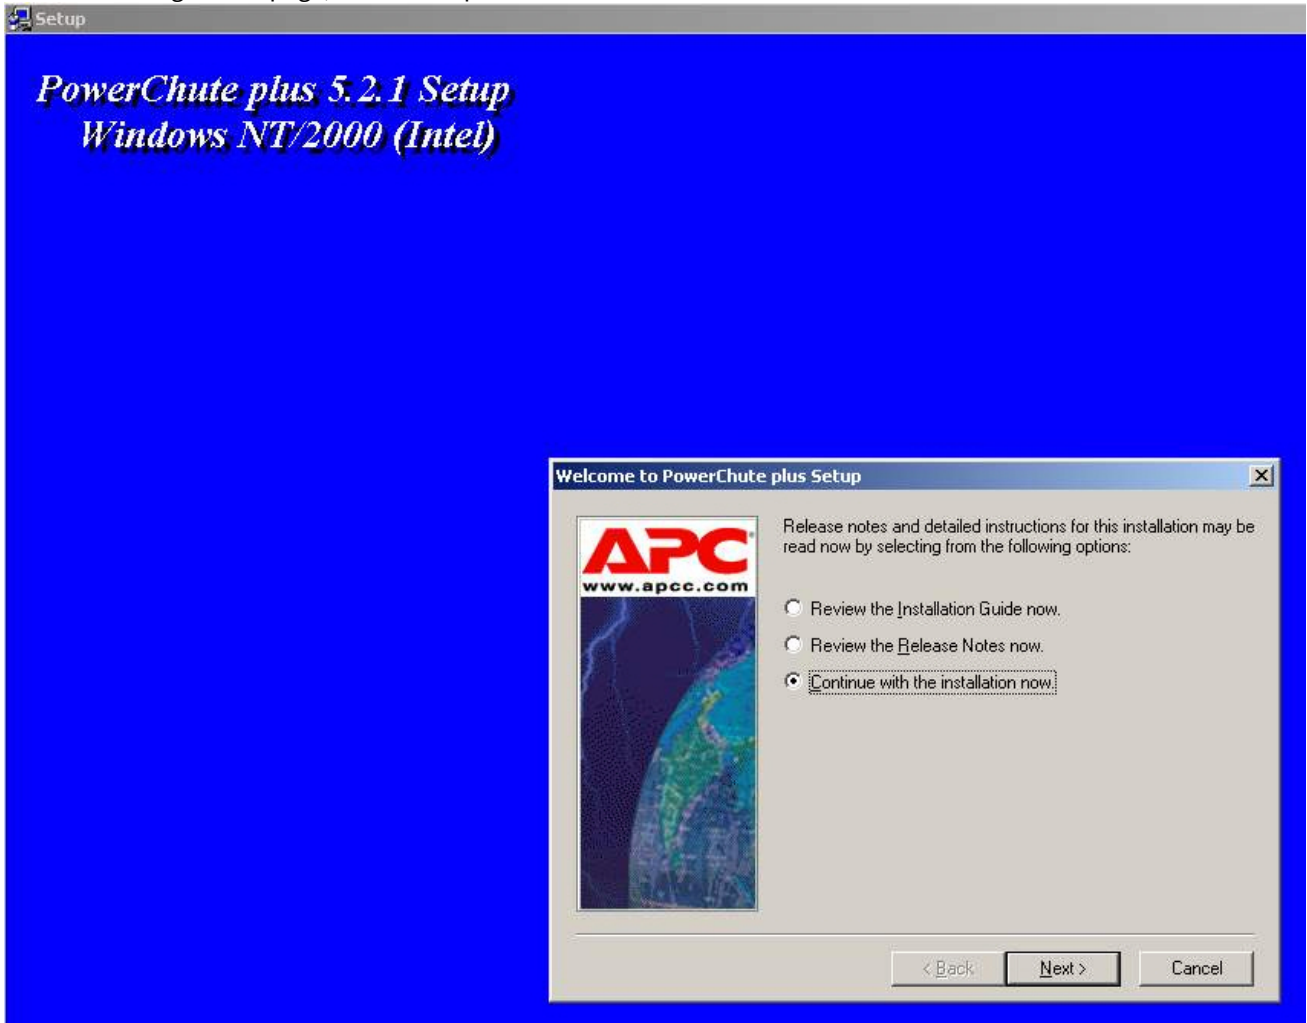 Setup
PowerChute plus 5.2.1 Setup
Windows NT/2000 (Intel)
Welcome to PowerChute plus Setup
APC
www.apcc.com
Release notes and detailed instructions for this installation may be
read now by selecting from the following options:
Review the Installation Guide now.
Review the Release Notes now.
Continue with the installation now.
< Back
Next >
Cancel